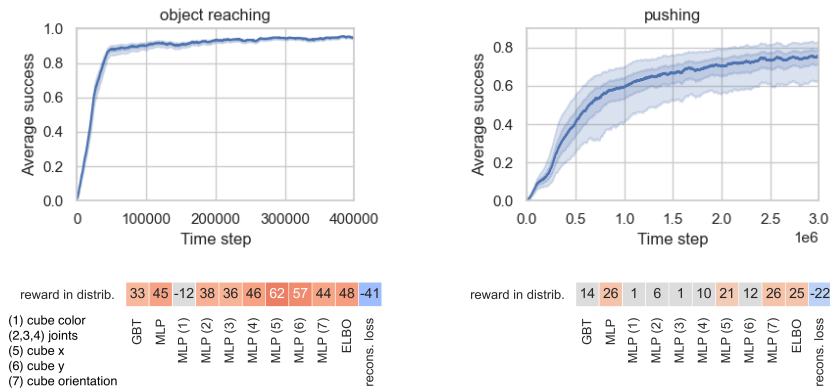 object reaching
Average success
1.0
0.8
0.6
0.4
0.2
0.0
0 100000 200000 300000 400000
Time step
pushing
Average success
0.8
0.6
0.4
0.2
0.0
0.0 0.5 1.0 1.5 2.0 2.5 3.0
1e6
Time step
reward in distrib. 33 45 -12 38 36 46 62 57 44 48 -41
GBT
MLP
MLP (1)
MLP (2)
MLP (3)
MLP (4)
MLP (5)
MLP (6)
MLP (7)
ELBO
recons. loss
(1) cube color
(2,3,4) joints
(5) cube x
(6) cube y
(7) cube orientation
reward in distrib. 14 26 1 6 1 10 21 12 26 25 -22
GBT
MLP
MLP (1)
MLP (2)
MLP (3)
MLP (4)
MLP (5)
MLP (6)
MLP (7)
ELBO
recons. loss